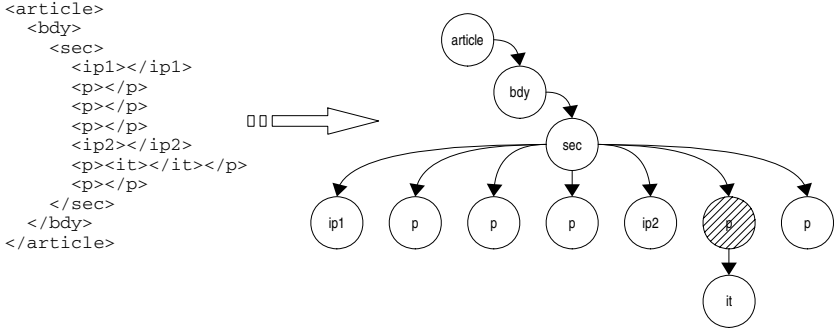 <article>
<bdy>
<sec>
<ip1></ip1>
<p></p>
<p></p>
<p></p>
<ip2></ip2>
<p><it></it></p>
<p></p>
</sec>
</bdy>
</article>
article
bdy
sec
ip1 p p p ip2 p p
it